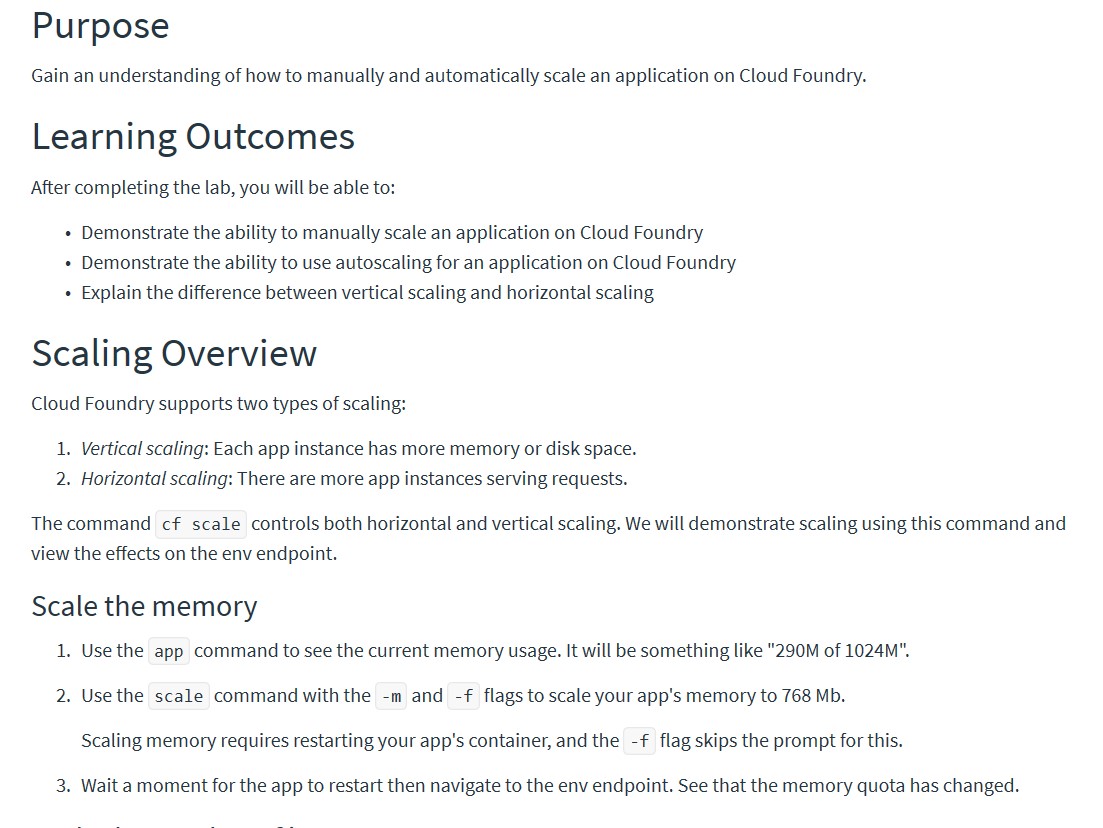 Purpose
Gain an understanding of how to manually and automatically scale an application on Cloud Foundry.
Learning Outcomes
After completing the lab, you will be able to:
• Demonstrate the ability to manually scale an application on Cloud Foundry
• Demonstrate the ability to use autoscaling for an application on Cloud Foundry
• Explain the difference between vertical scaling and horizontal scaling
Scaling Overview
Cloud Foundry supports two types of scaling:
1. Vertical scaling: Each app instance has more memory or disk space.
2. Horizontal scaling: There are more app instances serving requests.
The command cf scale controls both horizontal and vertical scaling. We will demonstrate scaling using this command and
view the effects on the env endpoint.
Scale the memory
1. Use the app command to see the current memory usage. It will be something like "290M of 1024M".
2. Use the scale command with the -m and -f flags to scale your app's memory to 768 Mb.
Scaling memory requires restarting your app's container, and the -f flag skips the prompt for this.
3. Wait a moment for the app to restart then navigate to the env endpoint. See that the memory quota has changed.